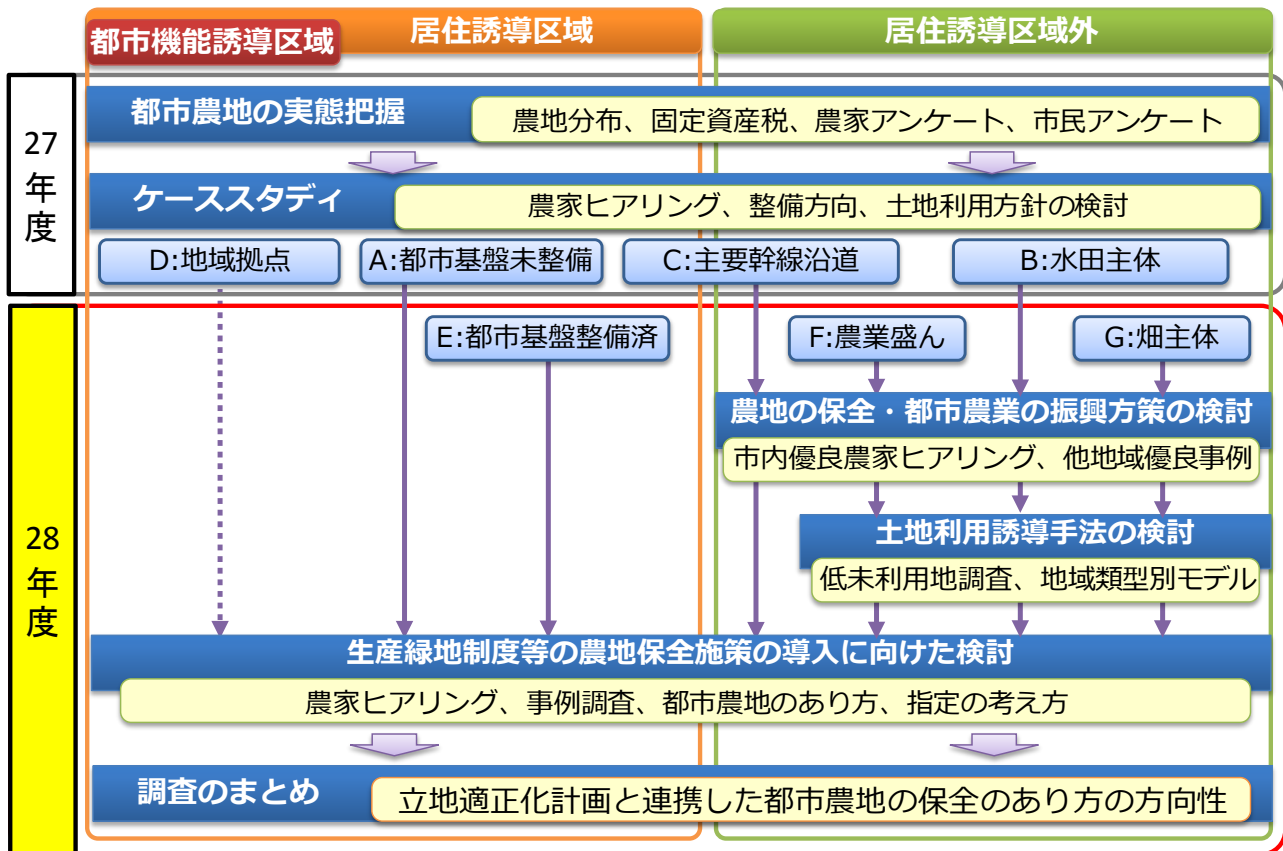 都市機能誘導区域
居住誘導区域
居住誘導区域外
27
年
度
都市農地の実態把握
農地分布、固定資産税、農家アンケート、市民アンケート
ケーススタディ
農家ヒアリング、整備方向、土地利用方針の検討
D:地域拠点
A:都市基盤未整備
C:主要幹線沿道
B:水田主体
28
年
度
E:都市基盤整備済
F:農業盛ん
G:畑主体
農地の保全・都市農業の振興方策の検討
市内優良農家ヒアリング、他地域優良事例
土地利用誘導手法の検討
低未利用地調査、地域類型別モデル
生産緑地制度等の農地保全施策の導入に向けた検討
農家ヒアリング、事例調査、都市農地のあり方、指定の考え方
調査のまとめ
立地適正化計画と連携した都市農地の保全のあり方の方向性